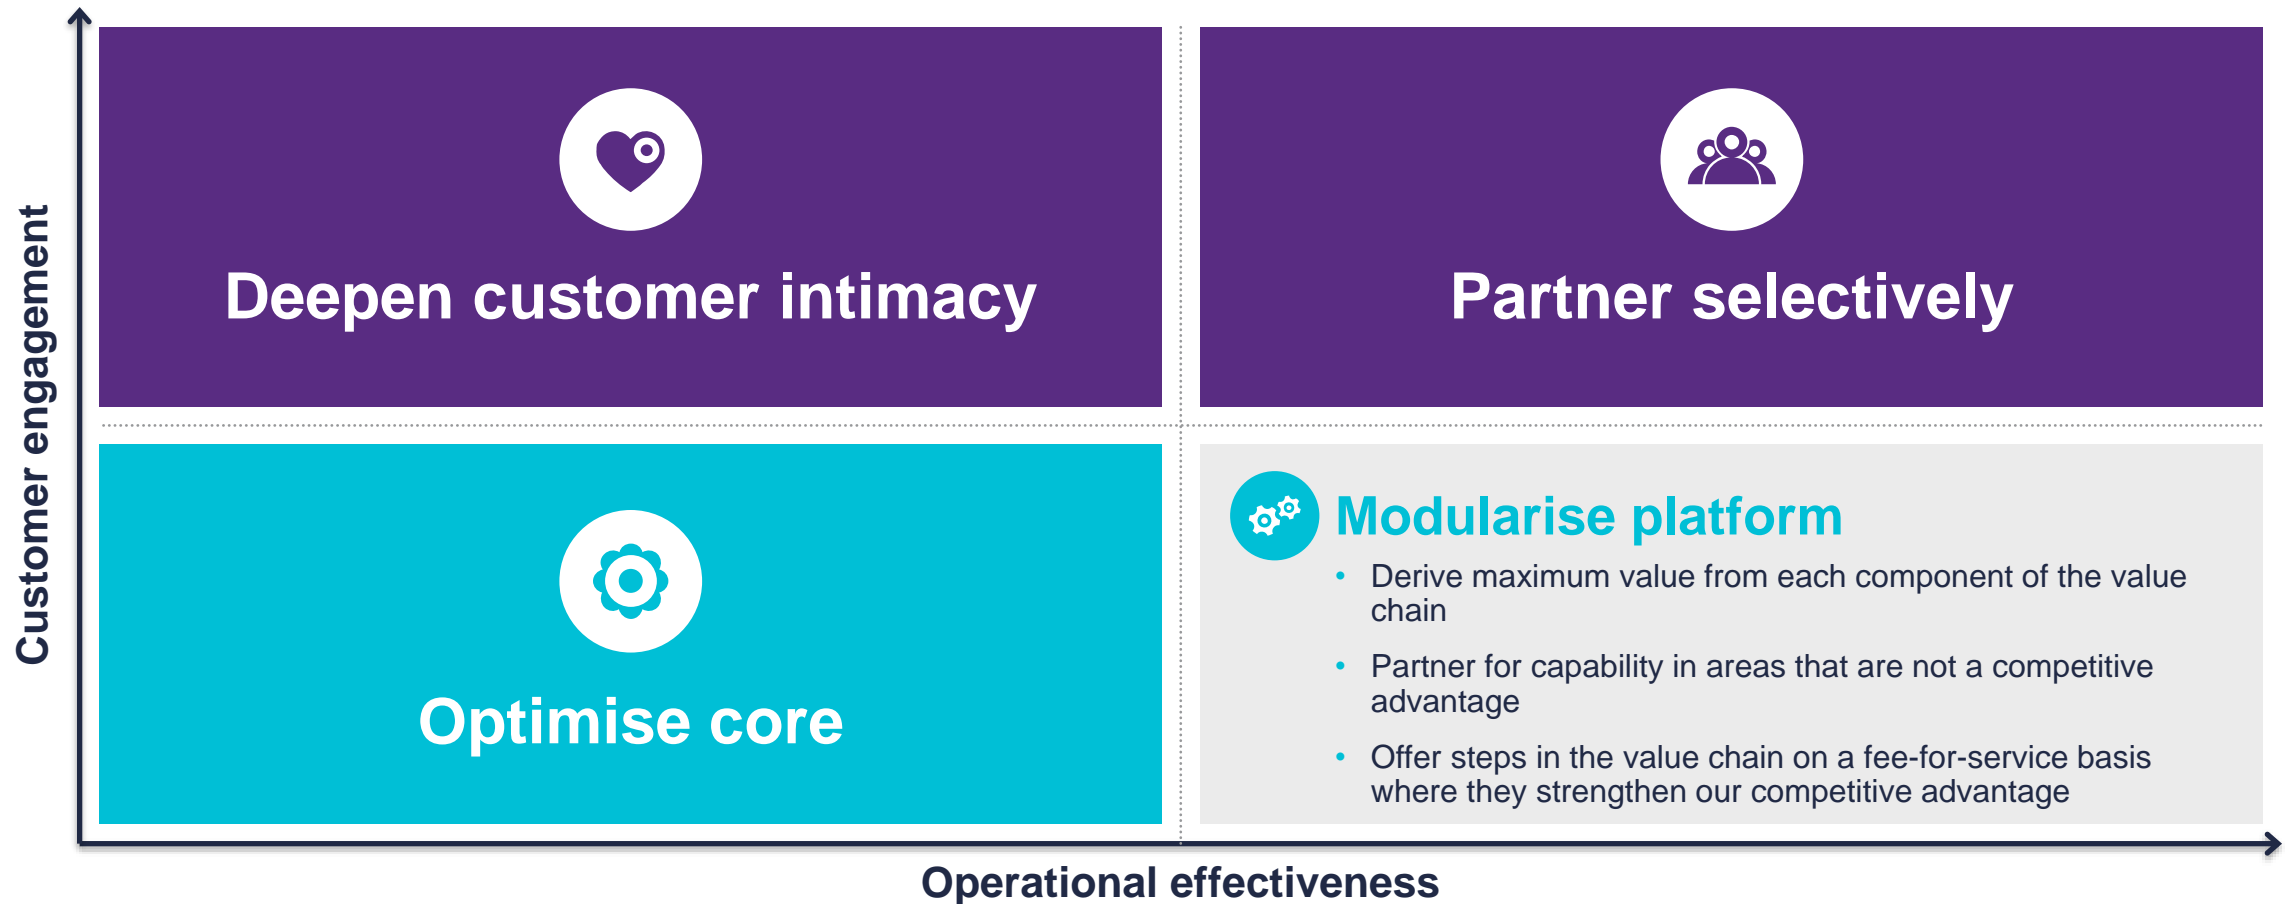 Customer engagement
Deepen customer intimacy
Partner selectively
Optimise core
Modularise platform
• Derive maximum value from each component of the value
chain
• Partner for capability in areas that are not a competitive
advantage
• Offer steps in the value chain on a fee-for-service basis
where they strengthen our competitive advantage
Operational effectiveness